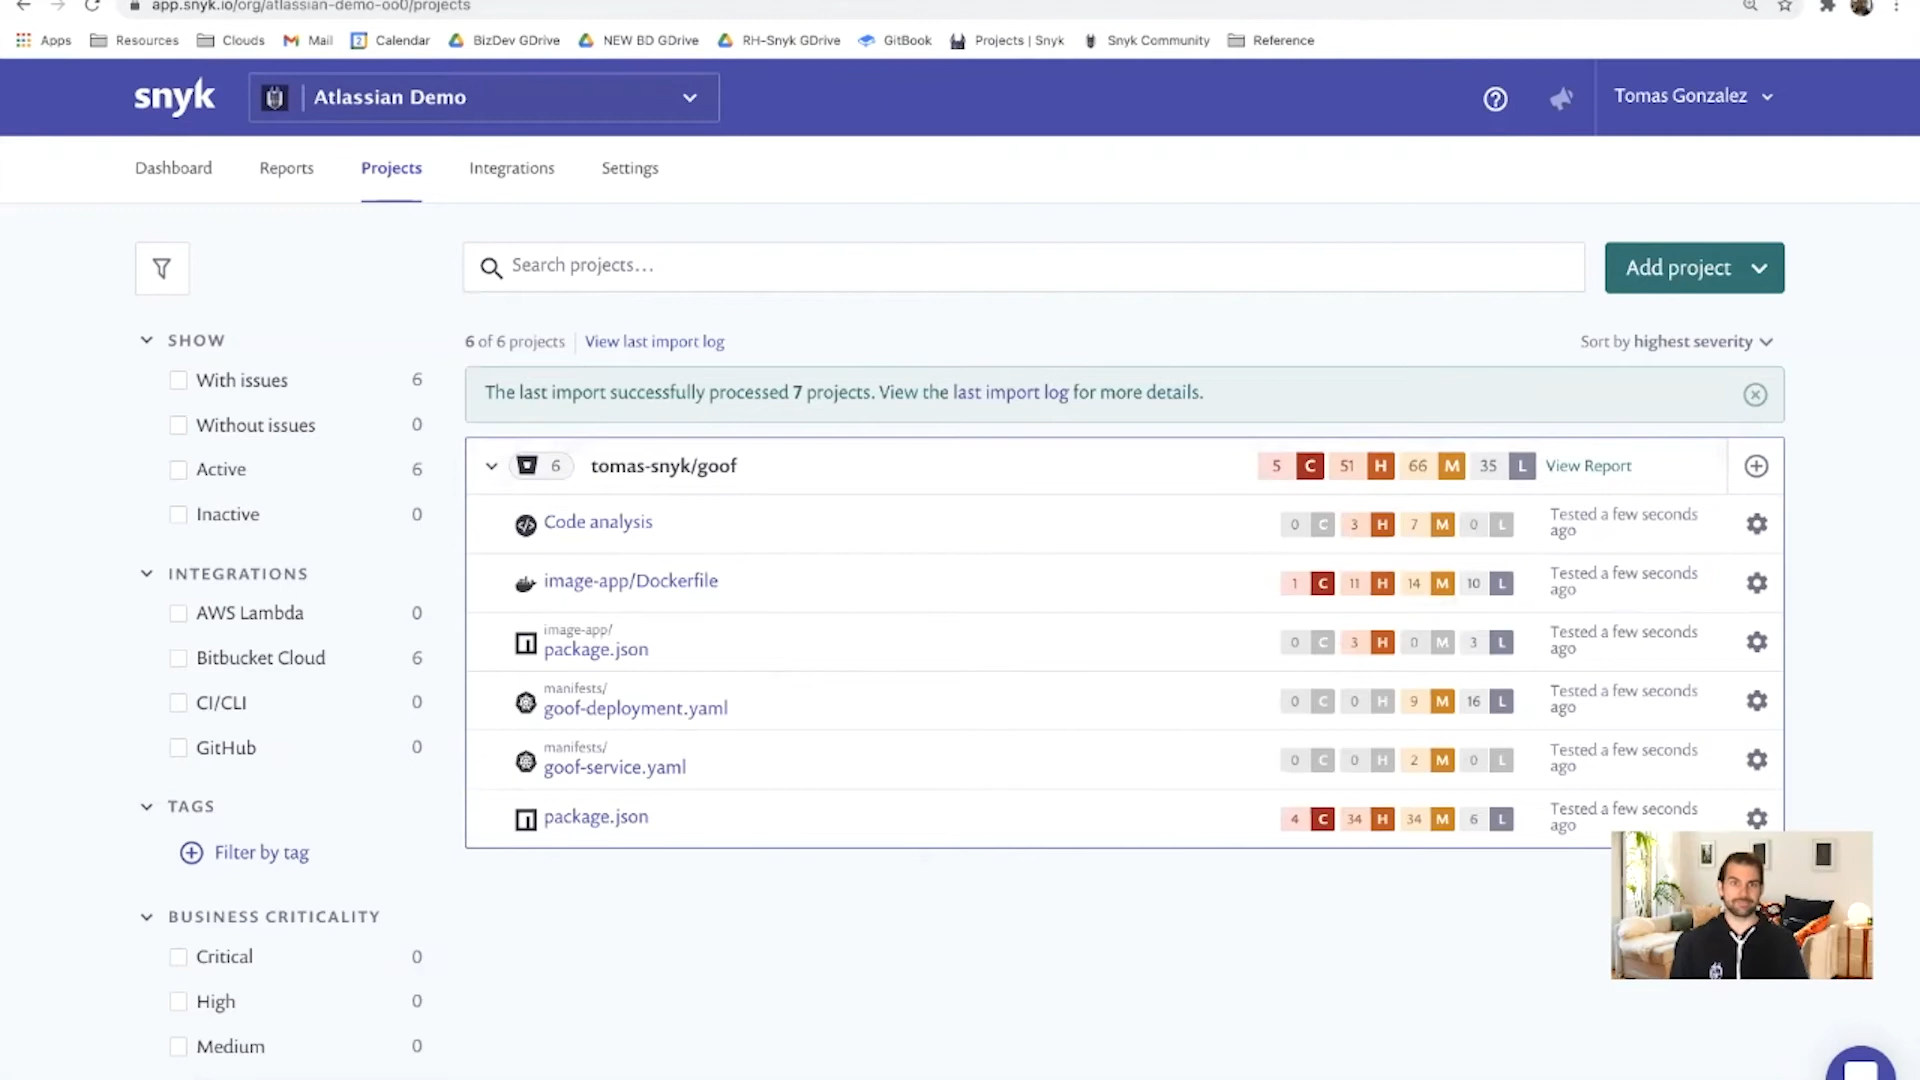 app.snyk.io/org/atlassian-demo-oo0/projects
Apps Resources Clouds Mail Calendar BizDev GDrive NEW BD GDrive RH-Snyk GDrive GitBook Projects | Snyk Snyk Community Reference
snyk Atlassian Demo Tomas Gonzalez
Dashboard Reports Projects Integrations Settings
Search projects...
Add project
6 of 6 projects View last import log Sort by highest severity
The last import successfully processed 7 projects. View the last import log for more details.
SHOW
With issues 6
Without issues 0
Active 6
Inactive 0
INTEGRATIONS
AWS Lambda 0
Bitbucket Cloud 6
CI/CLI 0
GitHub 0
TAGS
Filter by tag
BUSINESS CRITICALITY
Critical 0
High 0
Medium 0
6 tomas-snyk/goof 5 C 51 H 66 M 35 L View Report
Code analysis 0 C 3 H 7 M 0 L Tested a few seconds
ago
image-app/Dockerfile 1 C 11 H 14 M 10 L Tested a few seconds
ago
image-app/
package.json 0 C 3 H 0 M 3 L Tested a few seconds
ago
manifests/
goof-deployment.yaml 0 C 0 H 9 M 16 L Tested a few seconds
ago
manifests/
goof-service.yaml 0 C 0 H 2 M 0 L Tested a few seconds
ago
package.json 4 C 34 H 34 M 6 L Tested a few seconds
ago